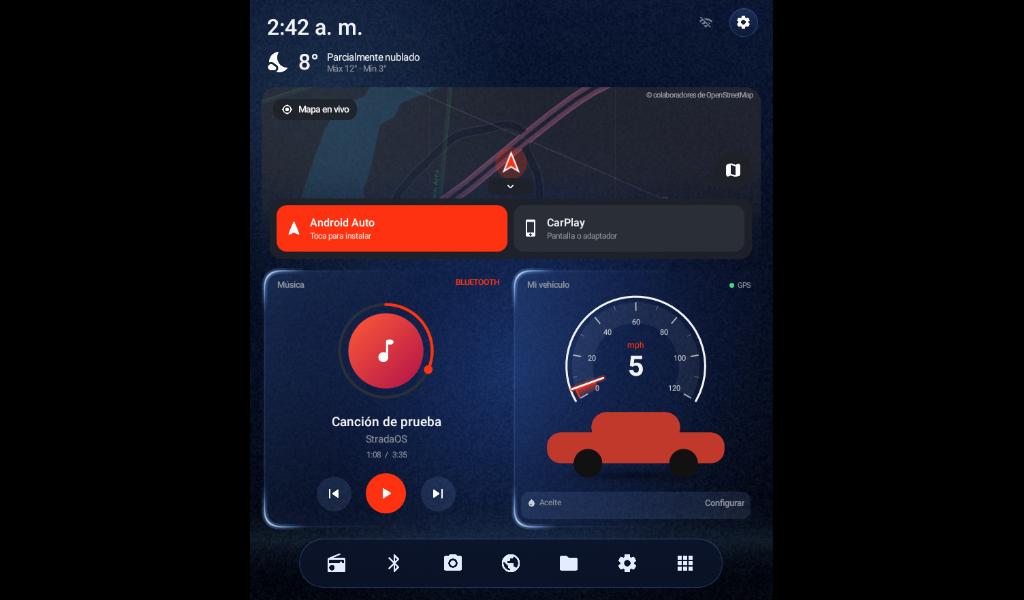 2:42 a. m.
8°
Parcialmente nublado
Máx 12° · Mín 3°
© colaboradores de OpenStreetMap
Mapa en vivo
Android Auto
Toca para instalar
CarPlay
Pantalla o adaptador
Música
BLUETOOTH
Canción de prueba
StradaOS
1:08 / 3:35
Mi vehículo
GPS
0
20
40
60
80
100
120
mph
5
Aceite
Configurar